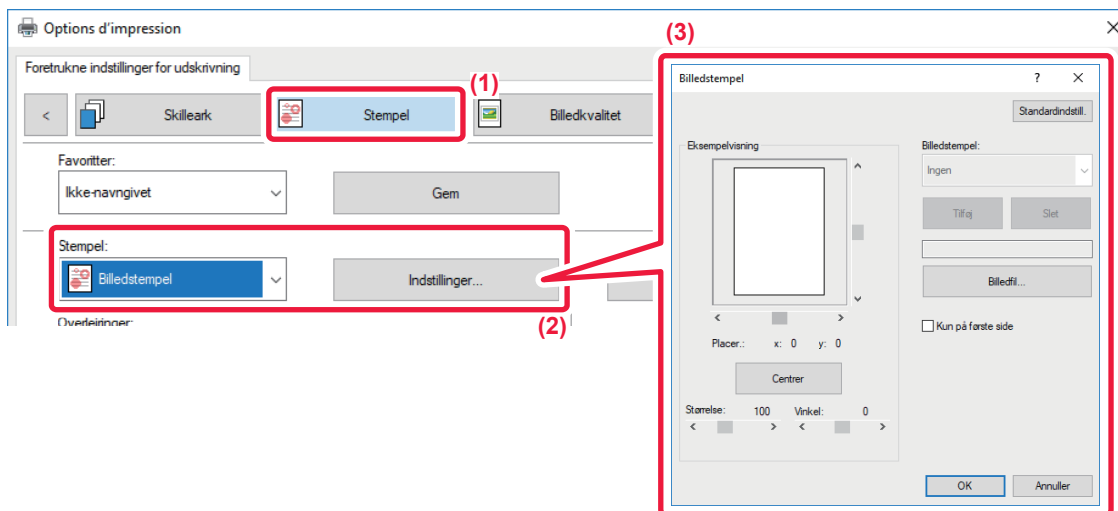 Options d'impression
Foretrukne indstillinger for udskrivning
(1)
<
Skilleark
Stempel
Billedkvalitet
Favoritter:
Ikke-navngivet
Gem
Stempel:
Billedstempel
Indstillinger...
Overlejringer:
(2)
(3)
Billedstempel
?
Standardindstill.
Eksempelvisning
Placer.: x: 0 y: 0
Centrer
Størrelse: 100 Vinkel: 0
Billedstempel:
Ingen
Tilføj
Slet
Billedfil...
Kun på første side
OK
Annuller